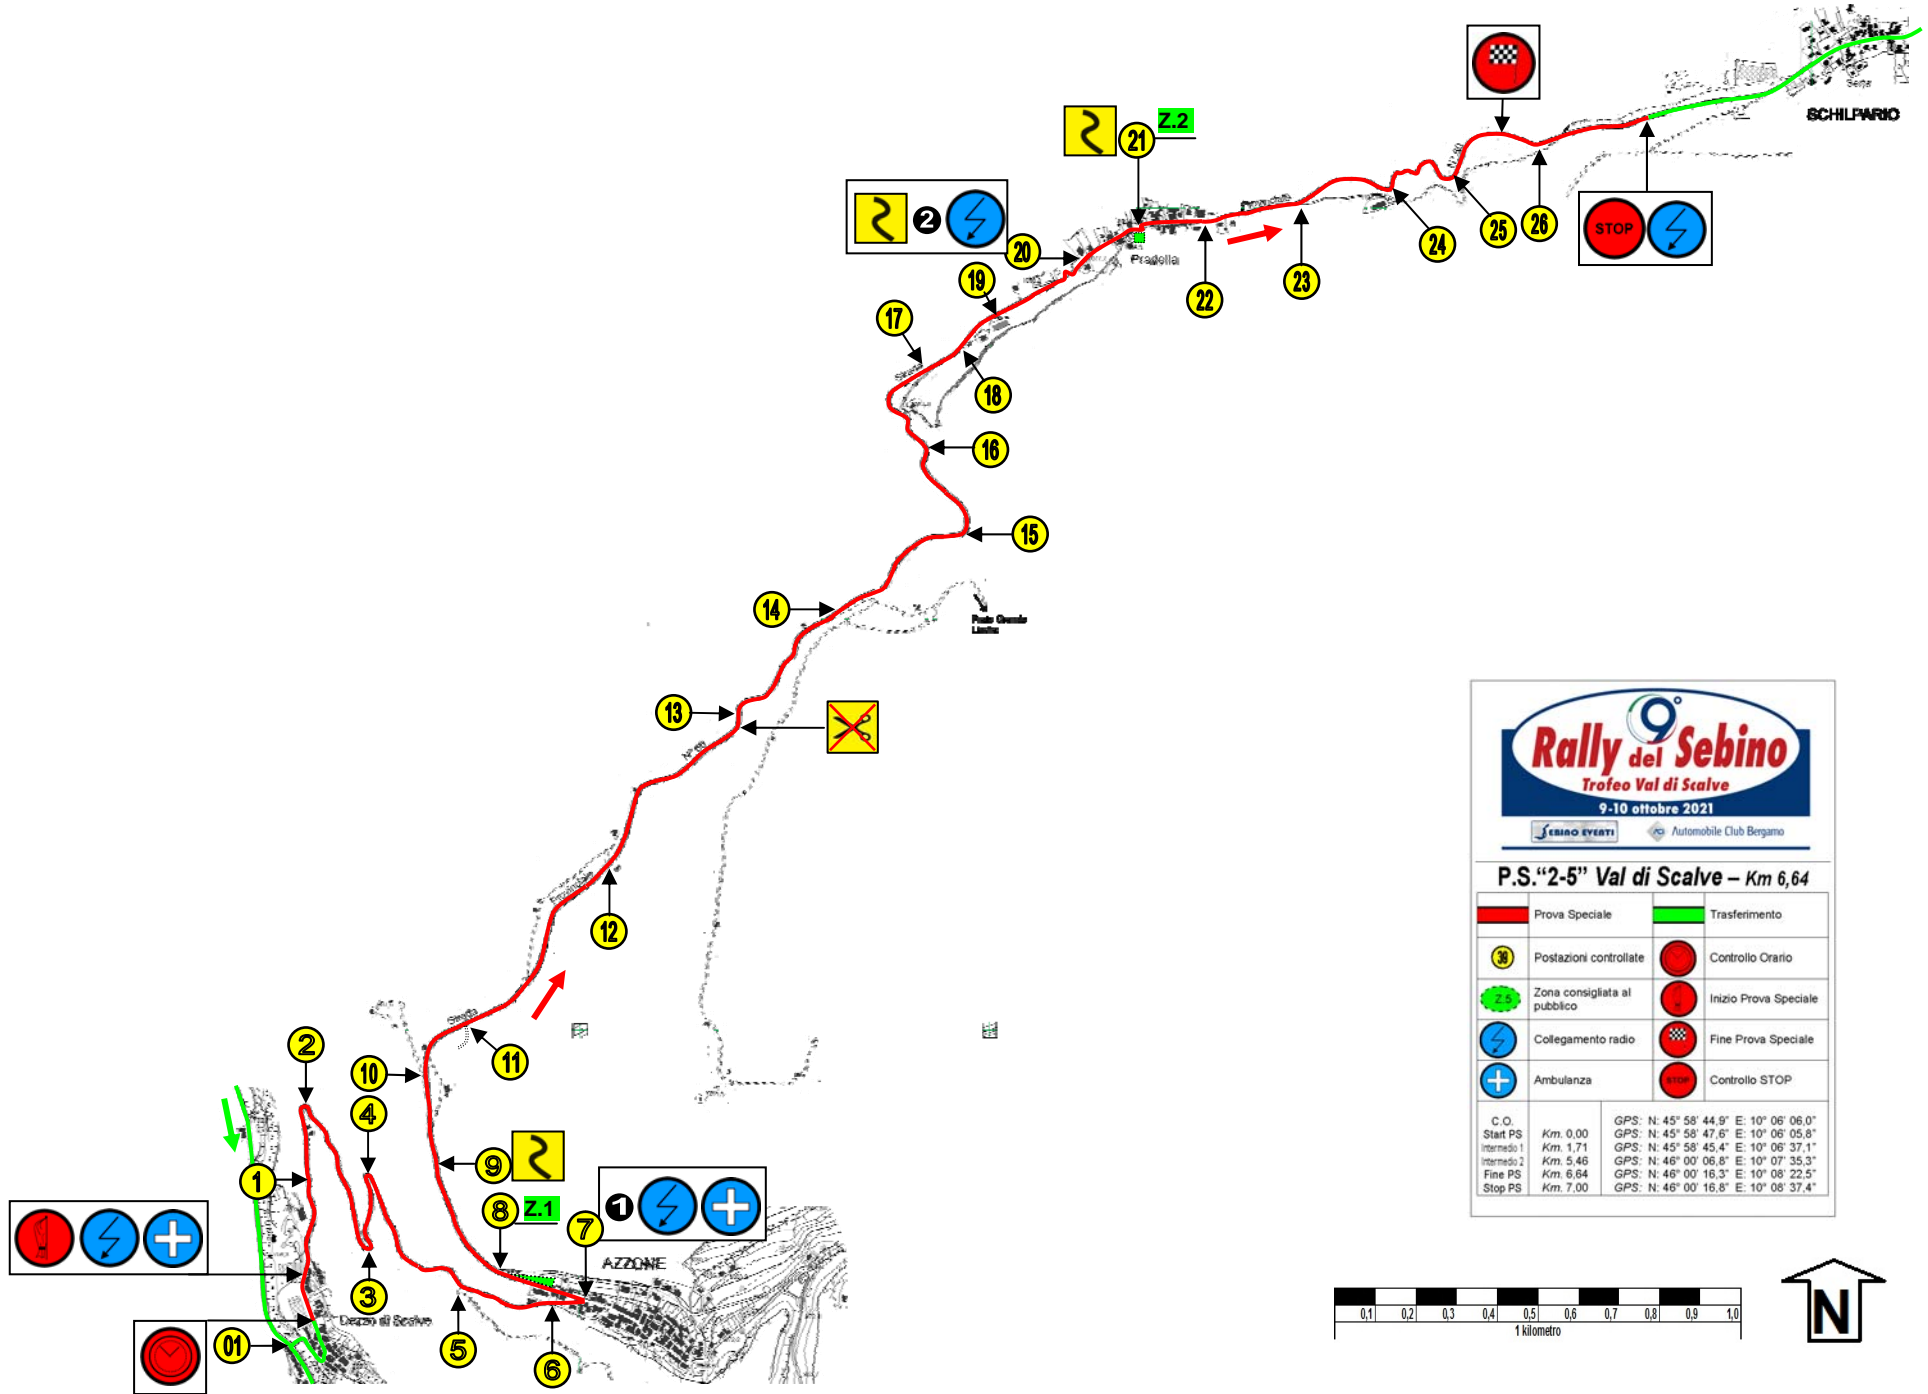 SCHILPARIO
Z.2
21
2
STOP
20
Pradella
22
23
24
25
26
19
17
18
16
15
14
13
12
11
10
2
4
9
1
8
Z.1
7
1
AZZONE
3
Dezzo di Scalve
01
5
6
9°
Rally del Sebino
Trofeo Val di Scalve
9-10 ottobre 2021
SEBINO EVENTI
ACI Automobile Club Bergamo
P.S."2-5" Val di Scalve – Km 6,64
Prova Speciale
Trasferimento
39 Postazioni controllate
Controllo Orario
Z.5 Zona consigliata al
pubblico
Inizio Prova Speciale
Collegamento radio
Fine Prova Speciale
Ambulanza
STOP Controllo STOP
C.O. GPS: N: 45° 58' 44,9" E: 10° 06' 06,0"
Start PS Km. 0,00 GPS: N: 45° 58' 47,6" E: 10° 06' 05,8"
Intermedio 1 Km. 1,71 GPS: N: 45° 58' 45,4" E: 10° 06' 37,1"
Intermedio 2 Km. 5,46 GPS: N: 46° 00' 06,8" E: 10° 07' 35,3"
Fine PS Km. 6,64 GPS: N: 46° 00' 16,3" E: 10° 08' 22,5"
Stop PS Km. 7,00 GPS: N: 46° 00' 16,8" E: 10° 08' 37,4"
0,1 0,2 0,3 0,4 0,5 0,6 0,7 0,8 0,9 1,0
1 kilometro
N